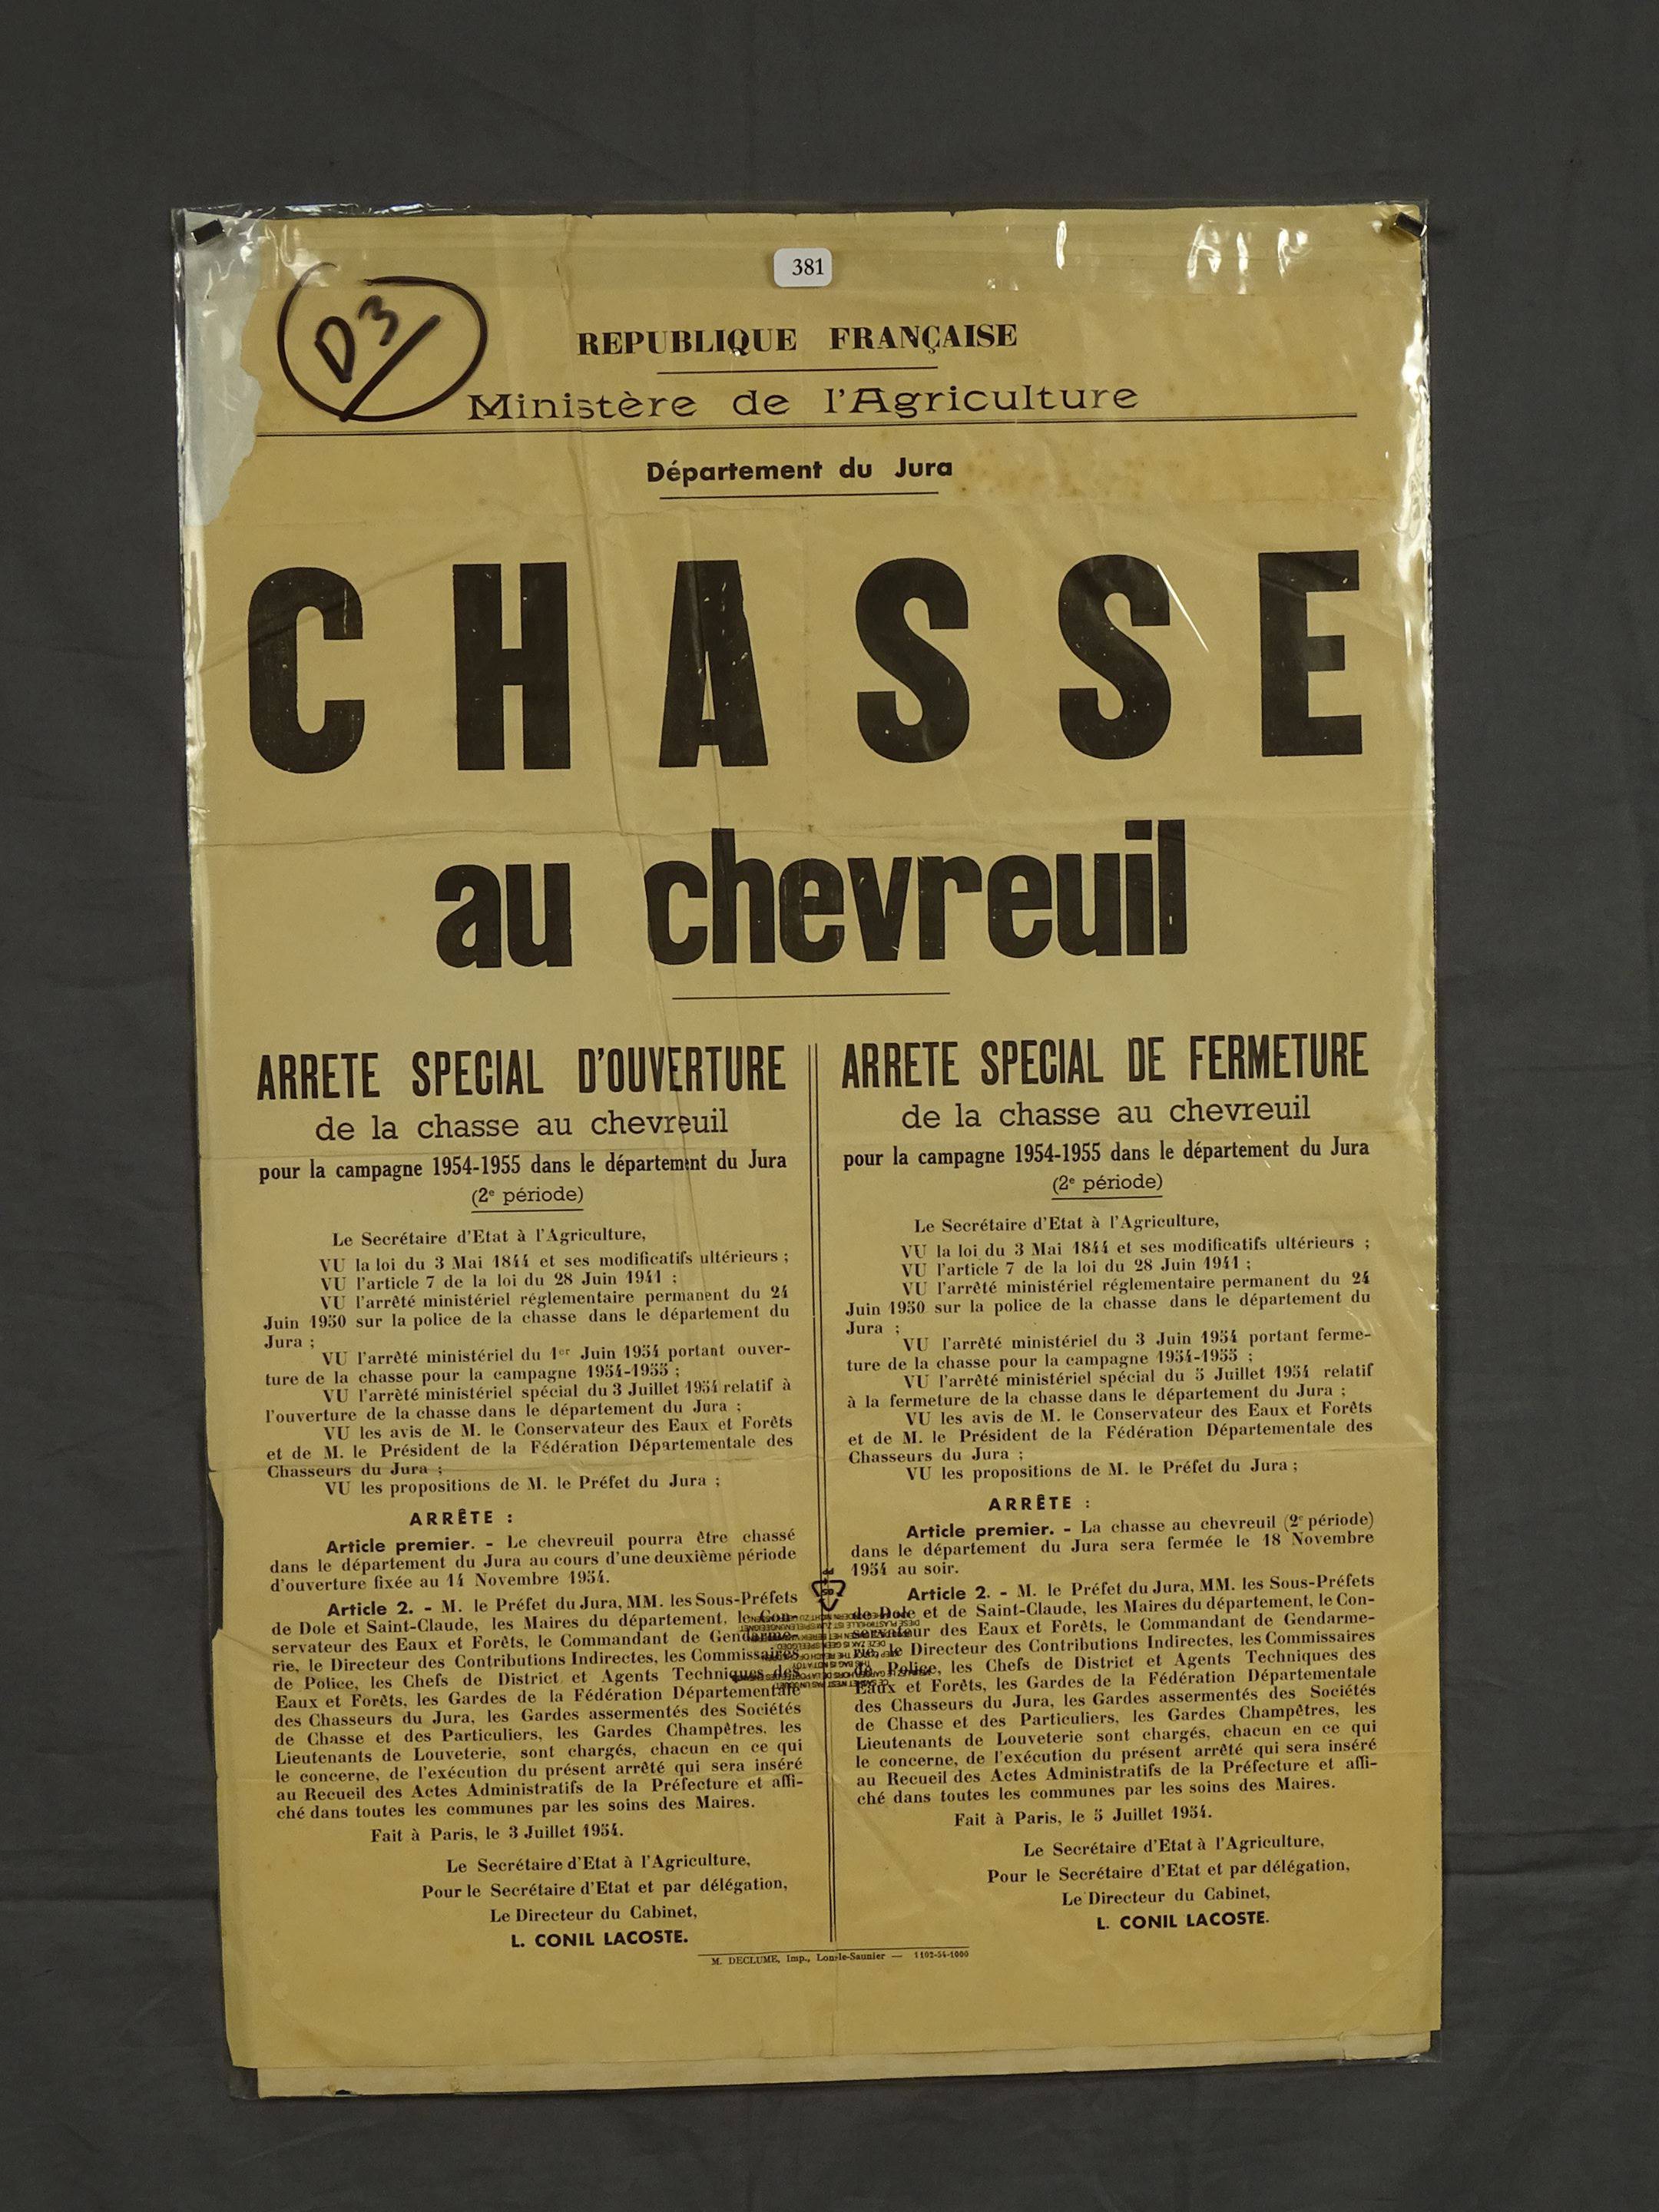 381
D3
REPUBLIQUE FRANÇAISE
Ministère de l'Agriculture
Département du Jura
CHASSE
au chevreuil
ARRETE SPECIAL D'OUVERTURE
de la chasse au chevreuil
pour la campagne 1954-1955 dans le département du Jura
(2e période)
Le Secrétaire d'Etat à l'Agriculture,
VU la loi du 3 Mai 1844 et ses modificatifs ultérieurs ;
VU l'article 7 de la loi du 28 Juin 1941 ;
VU l'arrêté ministériel réglementaire permanent du 24
Juin 1950 sur la police de la chasse dans le département du
Jura ;
VU l'arrêté ministériel du 1er Juin 1954 portant ouver-
ture de la chasse pour la campagne 1954-1955 ;
VU l'arrêté ministériel spécial du 3 Juillet 1954 relatif à
l'ouverture de la chasse dans le département du Jura ;
VU les avis de M. le Conservateur des Eaux et Forêts
et de M. le Président de la Fédération Départementale des
Chasseurs du Jura ;
VU les propositions de M. le Préfet du Jura ;
ARRÊTE :
Article premier. - Le chevreuil pourra être chassé
dans le département du Jura au cours d'une deuxième période
d'ouverture fixée au 14 Novembre 1954.
Article 2. - M. le Préfet du Jura, MM. les Sous-Préfets
de Dole et Saint-Claude, les Maires du département, le Con-
servateur des Eaux et Forêts, le Commandant de Gendarme-
rie, le Directeur des Contributions Indirectes, les Commissaires
de Police, les Chefs de District et Agents Techniques des
Eaux et Forêts, les Gardes de la Fédération Départementale
des Chasseurs du Jura, les Gardes assermentés des Sociétés
de Chasse et des Particuliers, les Gardes Champêtres, les
Lieutenants de Louveterie, sont chargés, chacun en ce qui
le concerne, de l'exécution du présent arrêté qui sera inséré
au Recueil des Actes Administratifs de la Préfecture et affi-
ché dans toutes les communes par les soins des Maires.
Fait à Paris, le 3 Juillet 1954.
Le Secrétaire d'Etat à l'Agriculture,
Pour le Secrétaire d'Etat et par délégation,
Le Directeur du Cabinet,
L. CONIL LACOSTE.
ARRETE SPECIAL DE FERMETURE
de la chasse au chevreuil
pour la campagne 1954-1955 dans le département du Jura
(2e période)
Le Secrétaire d'Etat à l'Agriculture,
VU la loi du 3 Mai 1844 et ses modificatifs ultérieurs ;
VU l'article 7 de la loi du 28 Juin 1941 ;
VU l'arrêté ministériel réglementaire permanent du 24
Juin 1950 sur la police de la chasse dans le département du
Jura ;
VU l'arrêté ministériel du 3 Juin 1954 portant ferme-
ture de la chasse pour la campagne 1954-1955 ;
VU l'arrêté ministériel spécial du 5 Juillet 1954 relatif
à la fermeture de la chasse dans le département du Jura ;
VU les avis de M. le Conservateur des Eaux et Forêts
et de M. le Président de la Fédération Départementale des
Chasseurs du Jura ;
VU les propositions de M. le Préfet du Jura ;
ARRÊTE :
Article premier. - La chasse au chevreuil (2e période)
dans le département du Jura sera fermée le 18 Novembre
1954 au soir.
Article 2. - M. le Préfet du Jura, MM. les Sous-Préfets
de Dole et de Saint-Claude, les Maires du département, le Con-
servateur des Eaux et Forêts, le Commandant de Gendarme-
rie, le Directeur des Contributions Indirectes, les Commissaires
de Police, les Chefs de District et Agents Techniques des
Eaux et Forêts, les Gardes de la Fédération Départementale
des Chasseurs du Jura, les Gardes assermentés des Sociétés
de Chasse et des Particuliers, les Gardes Champêtres, les
Lieutenants de Louveterie sont chargés, chacun en ce qui
le concerne, de l'exécution du présent arrêté qui sera inséré
au Recueil des Actes Administratifs de la Préfecture et affi-
ché dans toutes les communes par les soins des Maires.
Fait à Paris, le 5 Juillet 1954.
Le Secrétaire d'Etat à l'Agriculture,
Pour le Secrétaire d'Etat et par délégation,
Le Directeur du Cabinet,
L. CONIL LACOSTE.
M. DECLUME, Imp., Lons-le-Saunier — 1102-54-1000